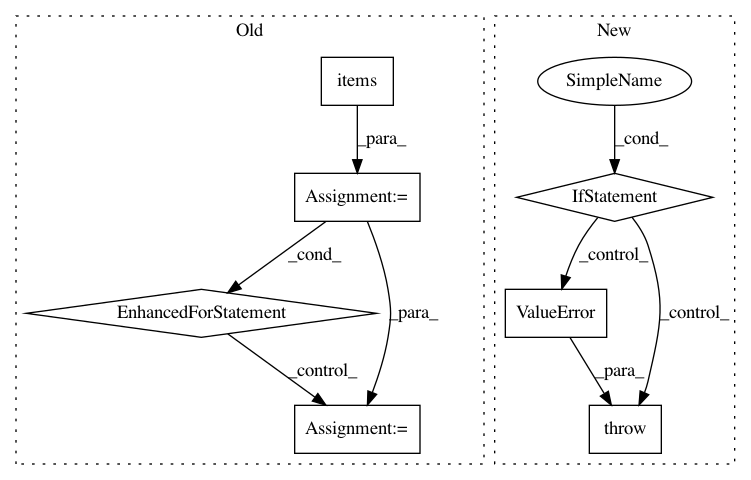 Old
New
items
SimpleName
_para_
_cond_
Assignment:=
IfStatement
_cond_
_control_
EnhancedForStatement
_para_
ValueError
_control_
_control_
_para_
Assignment:=
throw